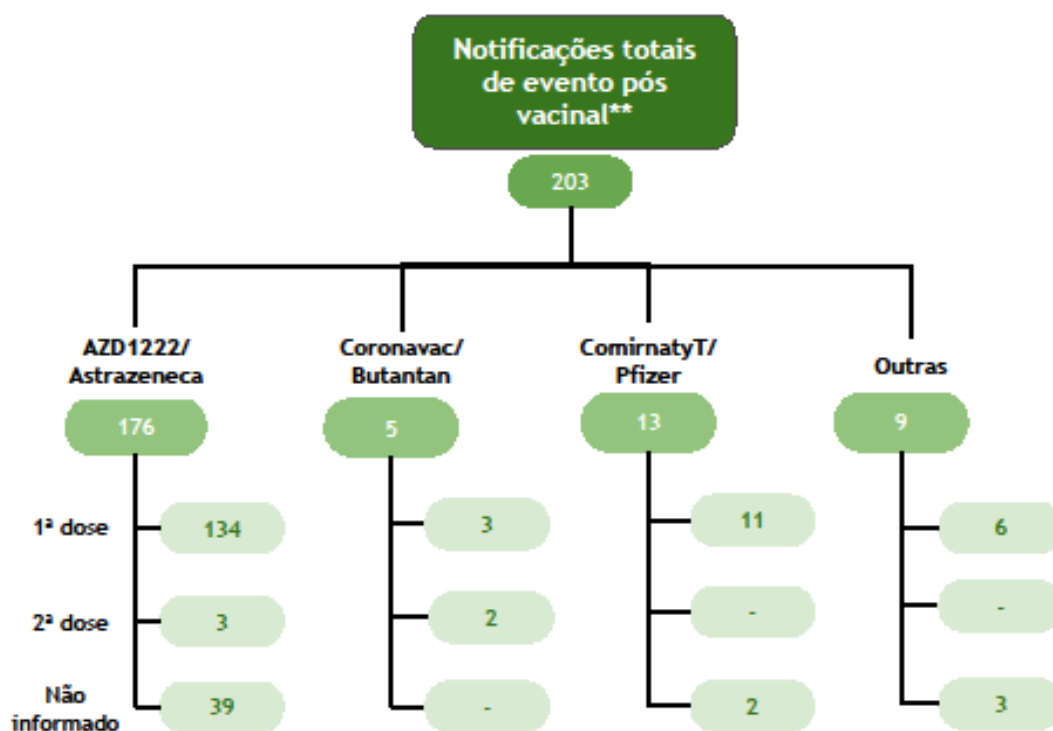 Notificações totais
de evento pós
vacinal**
203
AZD1222/
Astrazeneca
Coronavac/
Butantan
ComirnatyT/
Pfizer
Outras
176
5
13
9
1ª dose
134
3
11
6
2ª dose
3
2
-
-
Não
informado
39
-
2
3